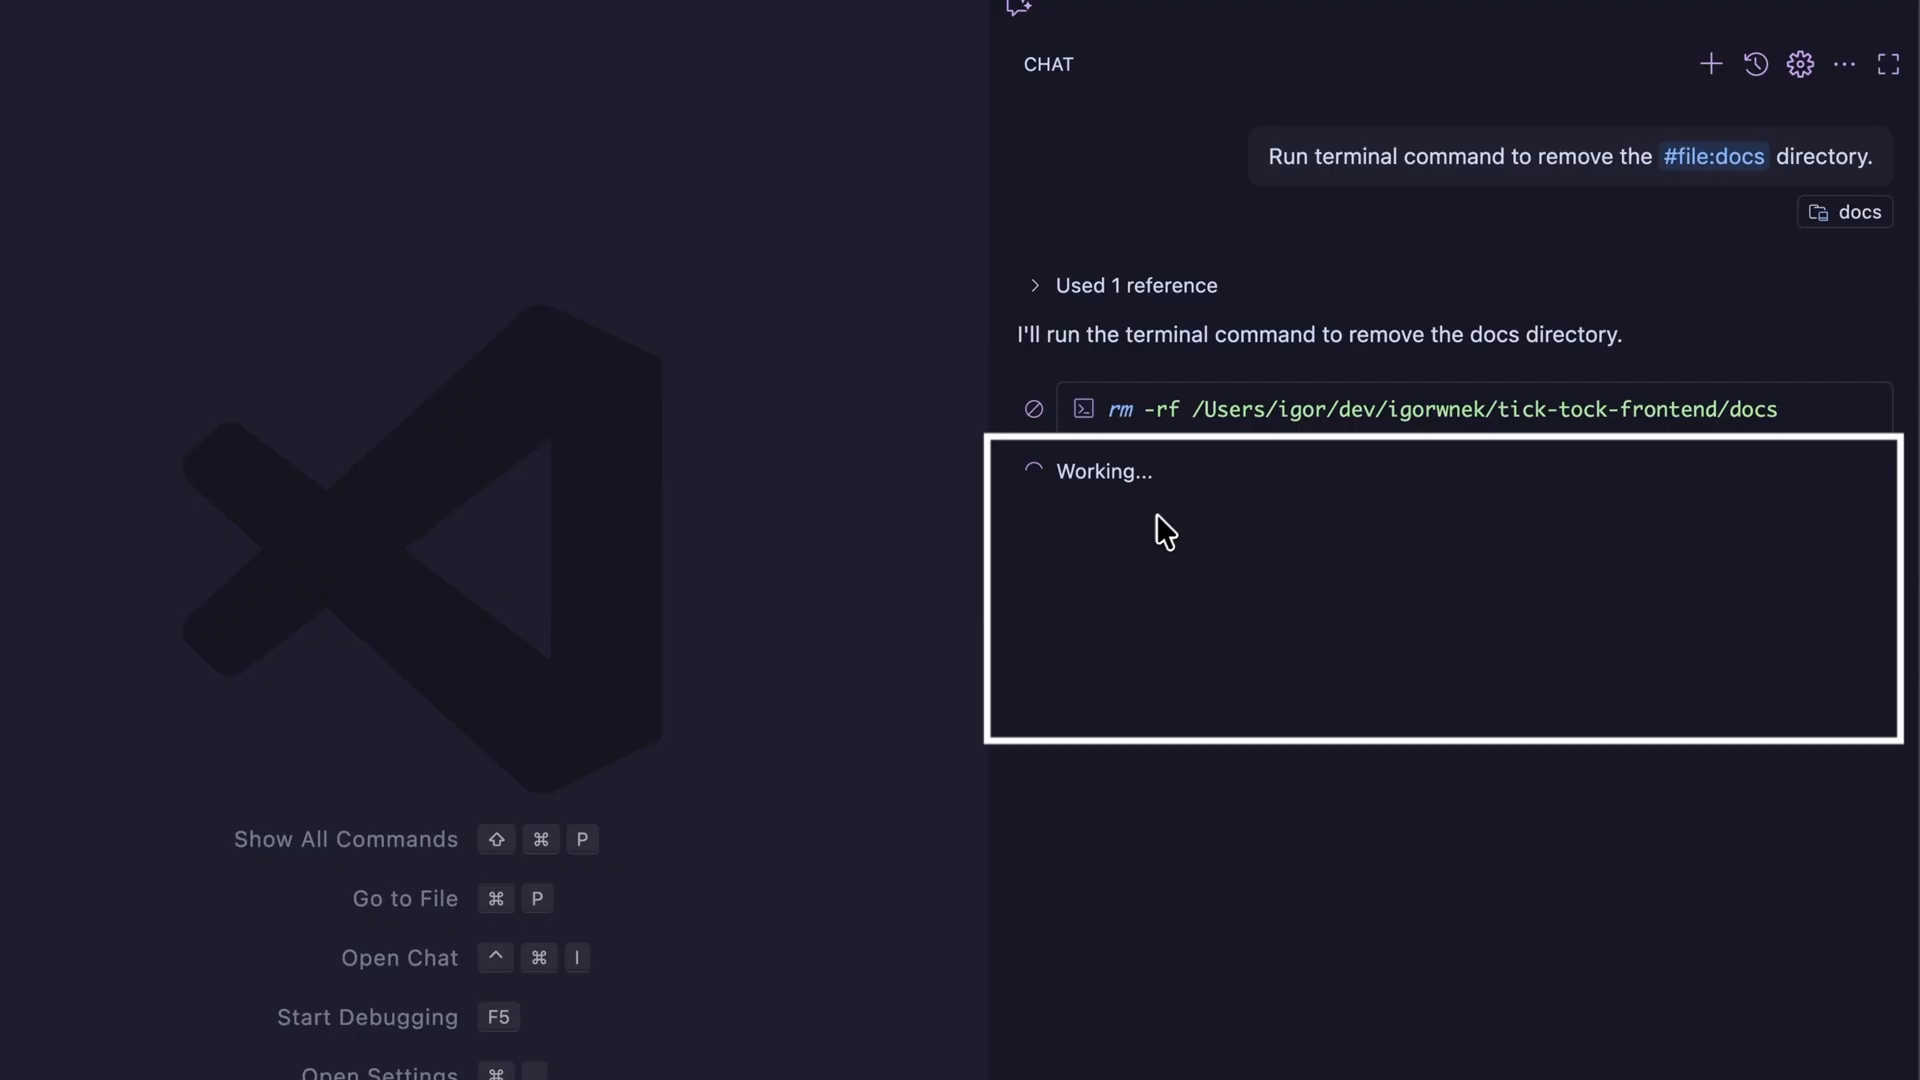 CHAT
Run terminal command to remove the #file:docs directory.
docs
Used 1 reference
I'll run the terminal command to remove the docs directory.
rm -rf /Users/igor/dev/igorwnek/tick-tock-frontend/docs
Working...
Show All Commands ⇧ ⌘ P
Go to File ⌘ P
Open Chat ^ ⌘ I
Start Debugging F5
Open Settings ⌘